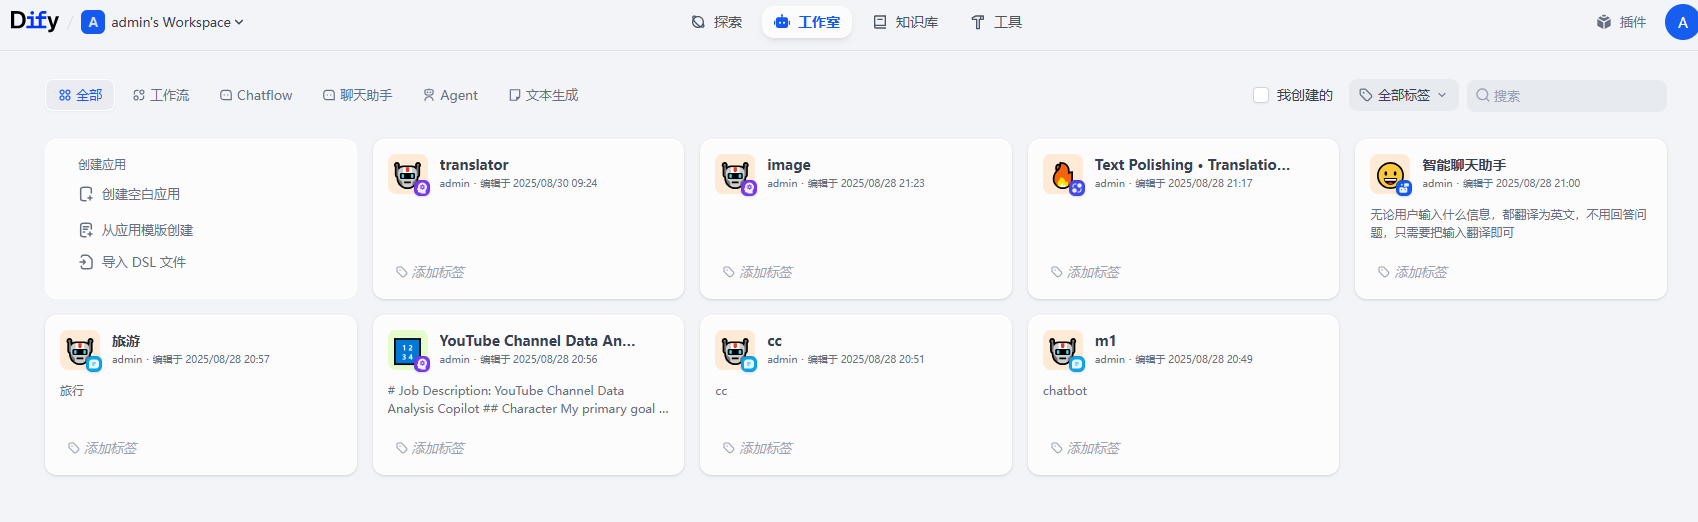 Dify / A admin's Workspace
探索
工作室
知识库
工具
插件
A
全部
工作流
Chatflow
聊天助手
Agent
文本生成
我创建的
全部标签
搜索
创建应用
创建空白应用
从应用模版创建
导入 DSL 文件
translator
admin · 编辑于 2025/08/30 09:24
添加标签
image
admin · 编辑于 2025/08/28 21:23
添加标签
Text Polishing • Translatio...
admin · 编辑于 2025/08/28 21:17
添加标签
智能聊天助手
admin · 编辑于 2025/08/28 21:00
无论用户输入什么信息，都翻译为英文，不用回答问
题，只需要把输入翻译即可
添加标签
旅游
admin · 编辑于 2025/08/28 20:57
旅行
添加标签
1 2
3 4
YouTube Channel Data An...
admin · 编辑于 2025/08/28 20:56
# Job Description: YouTube Channel Data
Analysis Copilot ## Character My primary goal ...
添加标签
cc
admin · 编辑于 2025/08/28 20:51
cc
添加标签
m1
admin · 编辑于 2025/08/28 20:49
chatbot
添加标签